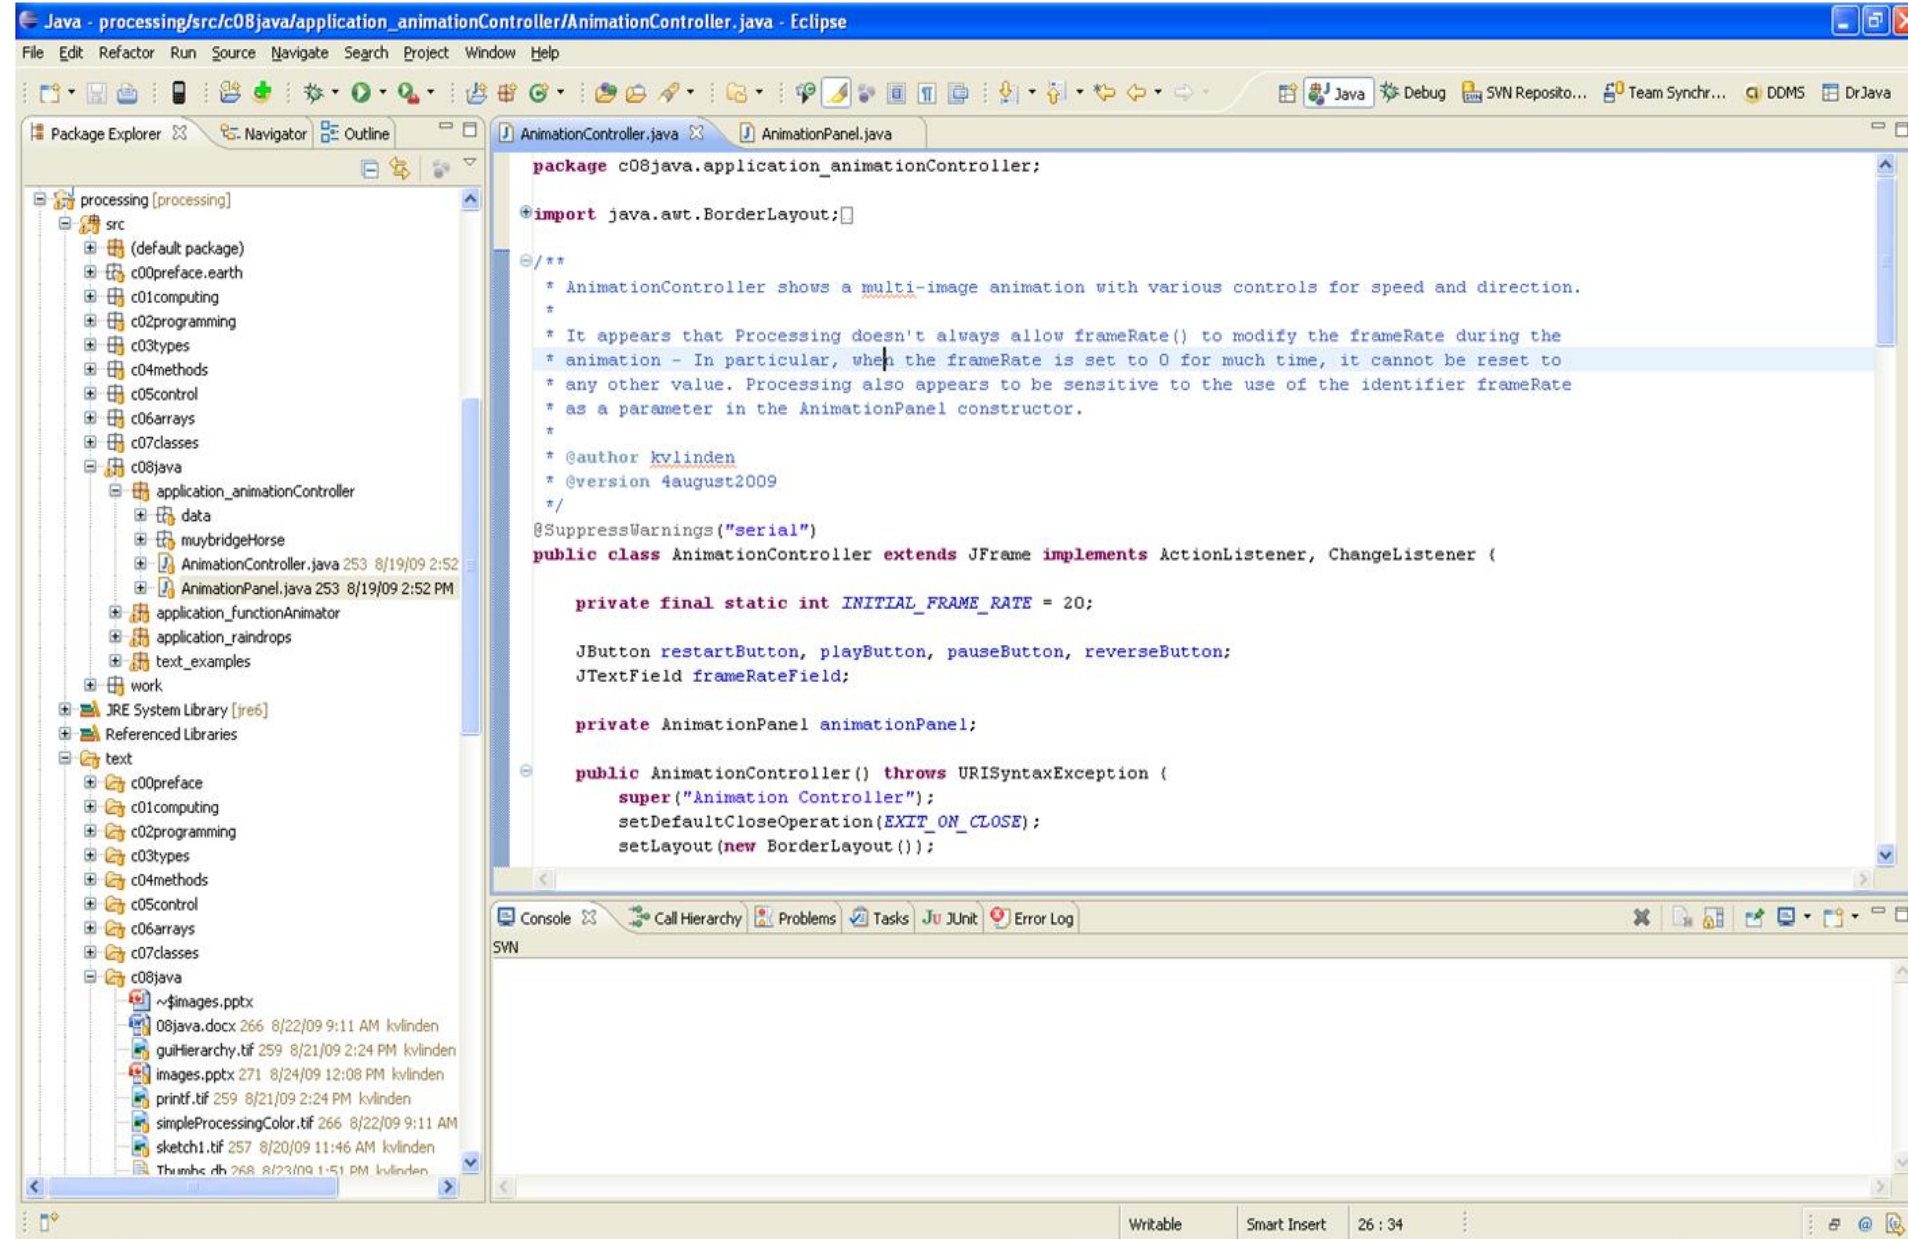 Java - processing/src/c08java/application_animationController/AnimationController.java - Eclipse
File Edit Refactor Run Source Navigate Search Project Window Help
Java Debug SVN Reposito... Team Synchr... DDMS DrJava
Package Explorer Navigator Outline
processing [processing]
src
(default package)
c00preface.earth
c01computing
c02programming
c03types
c04methods
c05control
c06arrays
c07classes
c08java
application_animationController
data
muybridgeHorse
AnimationController.java 253 8/19/09 2:52
AnimationPanel.java 253 8/19/09 2:52 PM
application_functionAnimator
application_raindrops
text_examples
work
JRE System Library [jre6]
Referenced Libraries
text
c00preface
c01computing
c02programming
c03types
c04methods
c05control
c06arrays
c07classes
c08java
~$images.pptx
08java.docx 266 8/22/09 9:11 AM kvlinden
guiHierarchy.tif 259 8/21/09 2:24 PM kvlinden
images.pptx 271 8/24/09 12:08 PM kvlinden
printf.tif 259 8/21/09 2:24 PM kvlinden
simpleProcessingColor.tif 266 8/22/09 9:11 AM
sketch1.tif 257 8/20/09 11:46 AM kvlinden
Thumbs.db 268 8/23/09 1:51 PM kvlinden
AnimationController.java AnimationPanel.java
package c08java.application_animationController;
import java.awt.BorderLayout;
/**
* AnimationController shows a multi-image animation with various controls for speed and direction.
*
* It appears that Processing doesn't always allow frameRate() to modify the frameRate during the
* animation - In particular, when the frameRate is set to 0 for much time, it cannot be reset to
* any other value. Processing also appears to be sensitive to the use of the identifier frameRate
* as a parameter in the AnimationPanel constructor.
*
* @author kvlinden
* @version 4august2009
*/
@SuppressWarnings("serial")
public class AnimationController extends JFrame implements ActionListener, ChangeListener {
private final static int INITIAL_FRAME_RATE = 20;
JButton restartButton, playButton, pauseButton, reverseButton;
JTextField frameRateField;
private AnimationPanel animationPanel;
public AnimationController() throws URISyntaxException {
super("Animation Controller");
setDefaultCloseOperation(EXIT_ON_CLOSE);
setLayout(new BorderLayout());
Console Call Hierarchy Problems Tasks JUnit Error Log
SVN
Writable Smart Insert 26 : 34